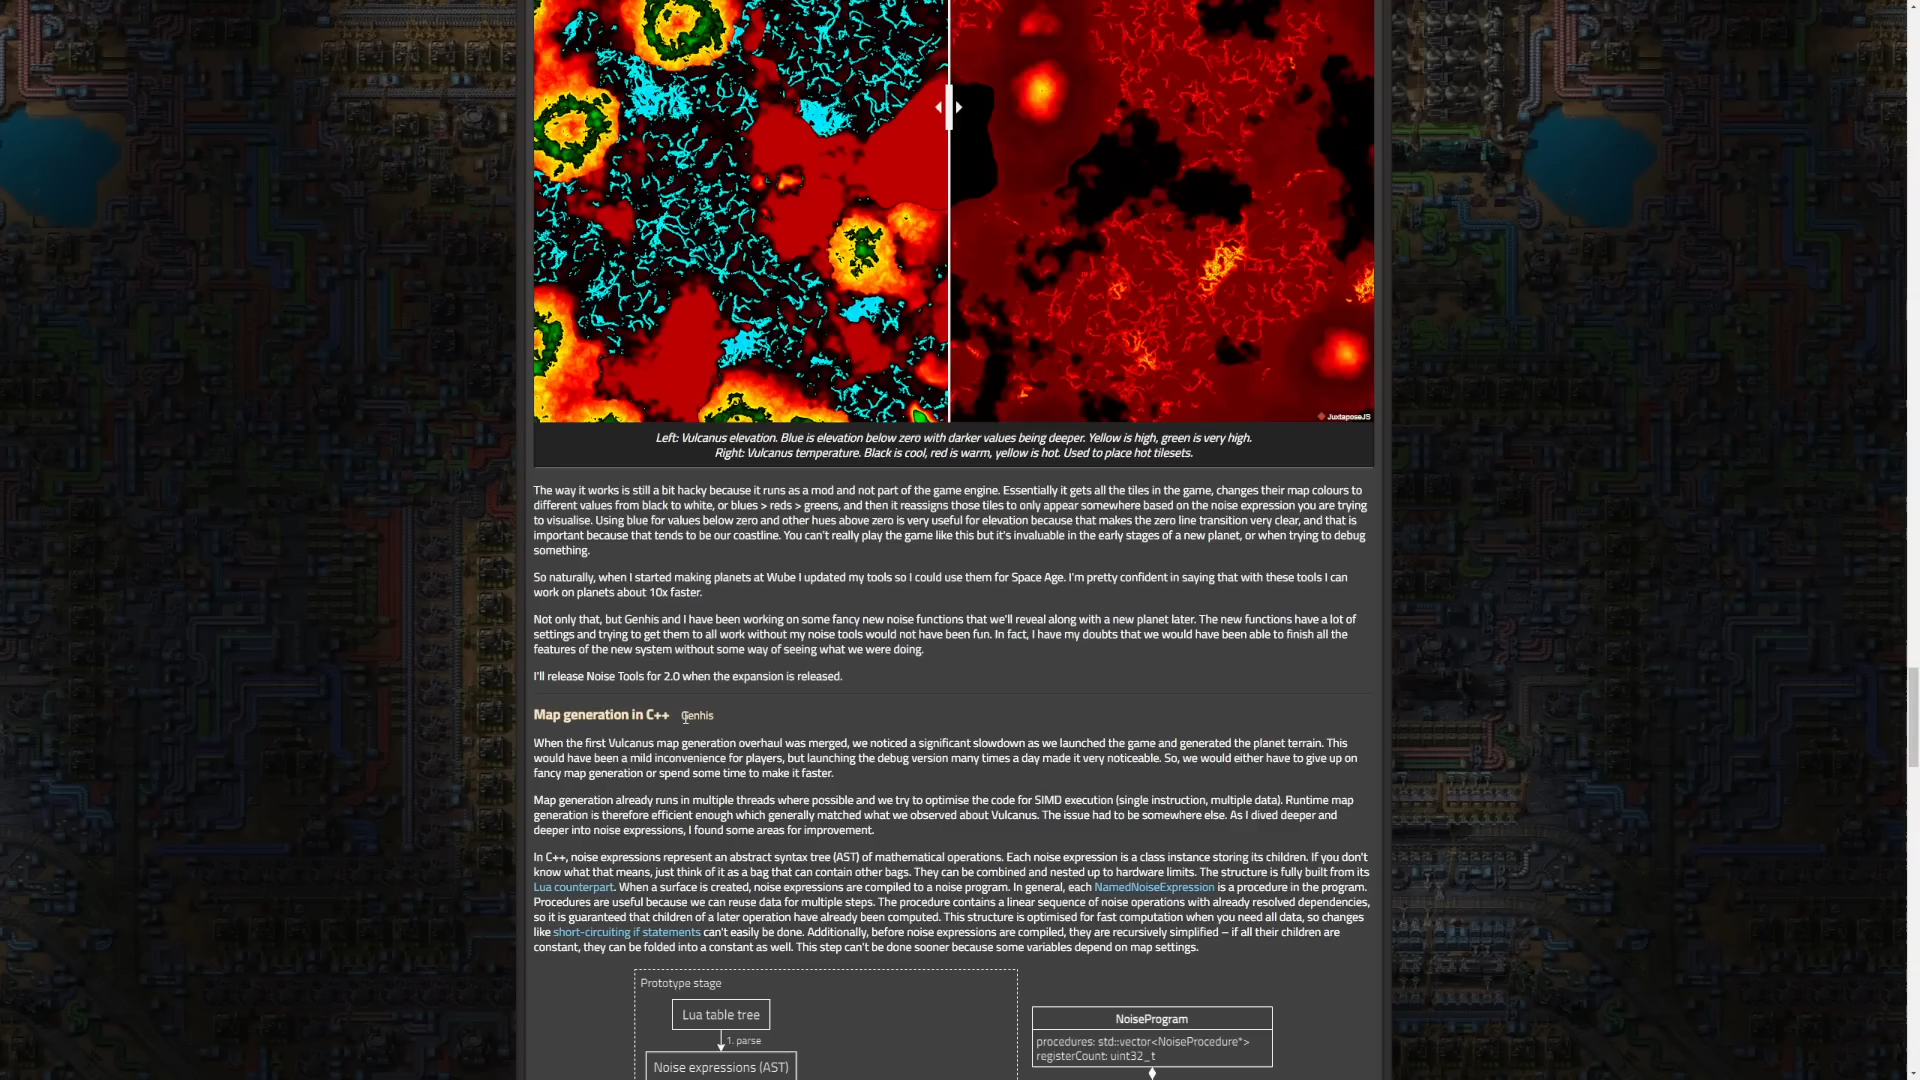 JuxtaposeJS
Left: Vulcanus elevation. Blue is elevation below zero with darker values being deeper. Yellow is high, green is very high.
Right: Vulcanus temperature. Black is cool, red is warm, yellow is hot. Used to place hot tilesets.
The way it works is still a bit hacky because it runs as a mod and not part of the game engine. Essentially it gets all the tiles in the game, changes their map colours to
different values from black to white, or blues > reds > greens, and then it reassigns those tiles to only appear somewhere based on the noise expression you are trying
to visualise. Using blue for values below zero and other hues above zero is very useful for elevation because that makes the zero line transition very clear, and that is
important because that tends to be our coastline. You can't really play the game like this but it's invaluable in the early stages of a new planet, or when trying to debug
something.
So naturally, when I started making planets at Wube I updated my tools so I could use them for Space Age. I'm pretty confident in saying that with these tools I can
work on planets about 10x faster.
Not only that, but Genhis and I have been working on some fancy new noise functions that we'll reveal along with a new planet later. The new functions have a lot of
settings and trying to get them to all work without my noise tools would not have been fun. In fact, I have my doubts that we would have been able to finish all the
features of the new system without some way of seeing what we were doing.
I'll release Noise Tools for 2.0 when the expansion is released.
Map generation in C++ Genhis
When the first Vulcanus map generation overhaul was merged, we noticed a significant slowdown as we launched the game and generated the planet terrain. This
would have been a mild inconvenience for players, but launching the debug version many times a day made it very noticeable. So, we would either have to give up on
fancy map generation or spend some time to make it faster.
Map generation already runs in multiple threads where possible and we try to optimise the code for SIMD execution (single instruction, multiple data). Runtime map
generation is therefore efficient enough which generally matched what we observed about Vulcanus. The issue had to be somewhere else. As I dived deeper and
deeper into noise expressions, I found some areas for improvement.
In C++, noise expressions represent an abstract syntax tree (AST) of mathematical operations. Each noise expression is a class instance storing its children. If you don't
know what that means, just think of it as a bag that can contain other bags. They can be combined and nested up to hardware limits. The structure is fully built from its
Lua counterpart. When a surface is created, noise expressions are compiled to a noise program. In general, each NamedNoiseExpression is a procedure in the program.
Procedures are useful because we can reuse data for multiple steps. The procedure contains a linear sequence of noise operations with already resolved dependencies,
so it is guaranteed that children of a later operation have already been computed. This structure is optimised for fast computation when you need all data, so changes
like short-circuiting if statements can't easily be done. Additionally, before noise expressions are compiled, they are recursively simplified – if all their children are
constant, they can be folded into a constant as well. This step can't be done sooner because some variables depend on map settings.
Prototype stage
Lua table tree
1. parse
Noise expressions (AST)
NoiseProgram
procedures: std::vector<NoiseProcedure*>
registerCount: uint32_t